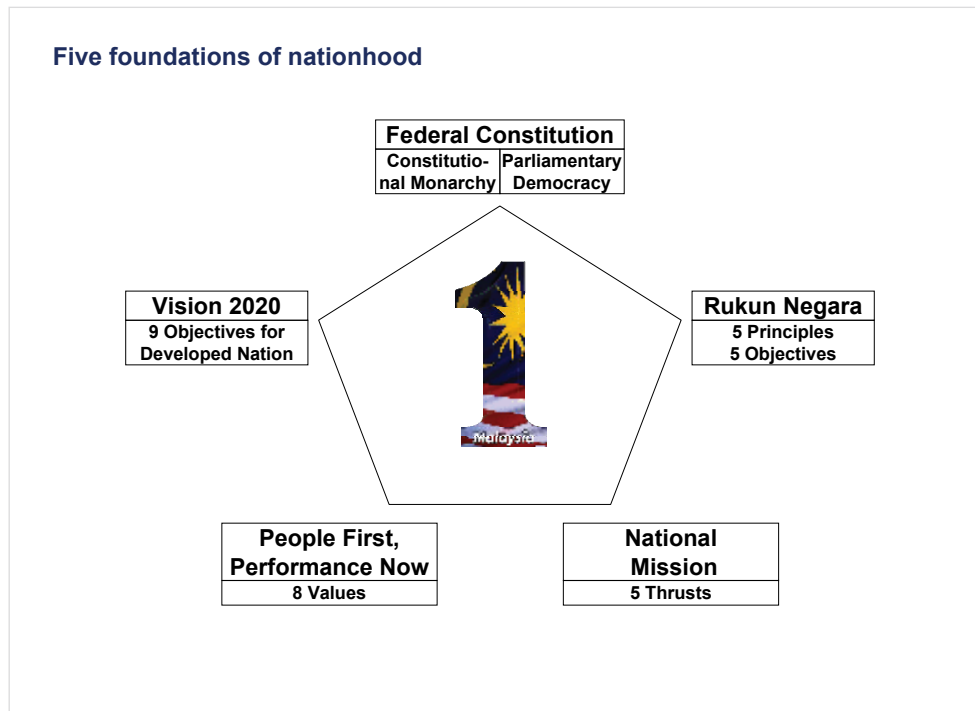 Five foundations of nationhood
Federal Constitution
Constitutio-
nal Monarchy
Parliamentary
Democracy
Vision 2020
9 Objectives for
Developed Nation
Rukun Negara
5 Principles
5 Objectives
1
Malaysia
People First,
Performance Now
8 Values
National
Mission
5 Thrusts